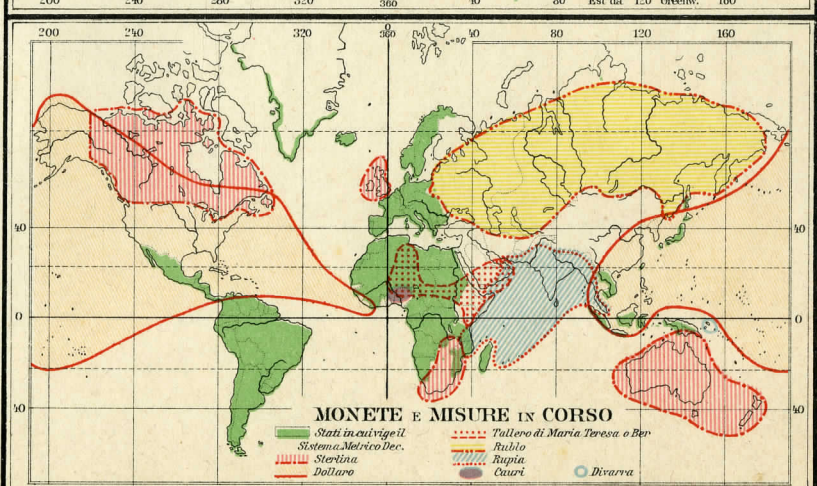 200 240 280 320 360 Est da 120 Greenw. 160
200 240 280 320 0 360 40 80 120 160
40 40
0 0
40 40
MONETE E MISURE IN CORSO
Stati in cui vige il
Sistema Metrico Dec.
Sterlina
Dollaro
Tallero di Maria Teresa o Ber
Rublo
Rupia
Cauri
Divarra